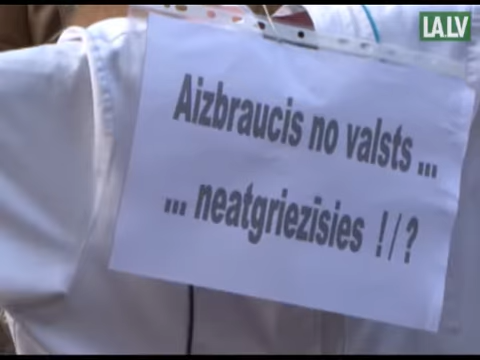 LA.LV
Aizbraucis no valsts ...
... neatgriezīsies !/?